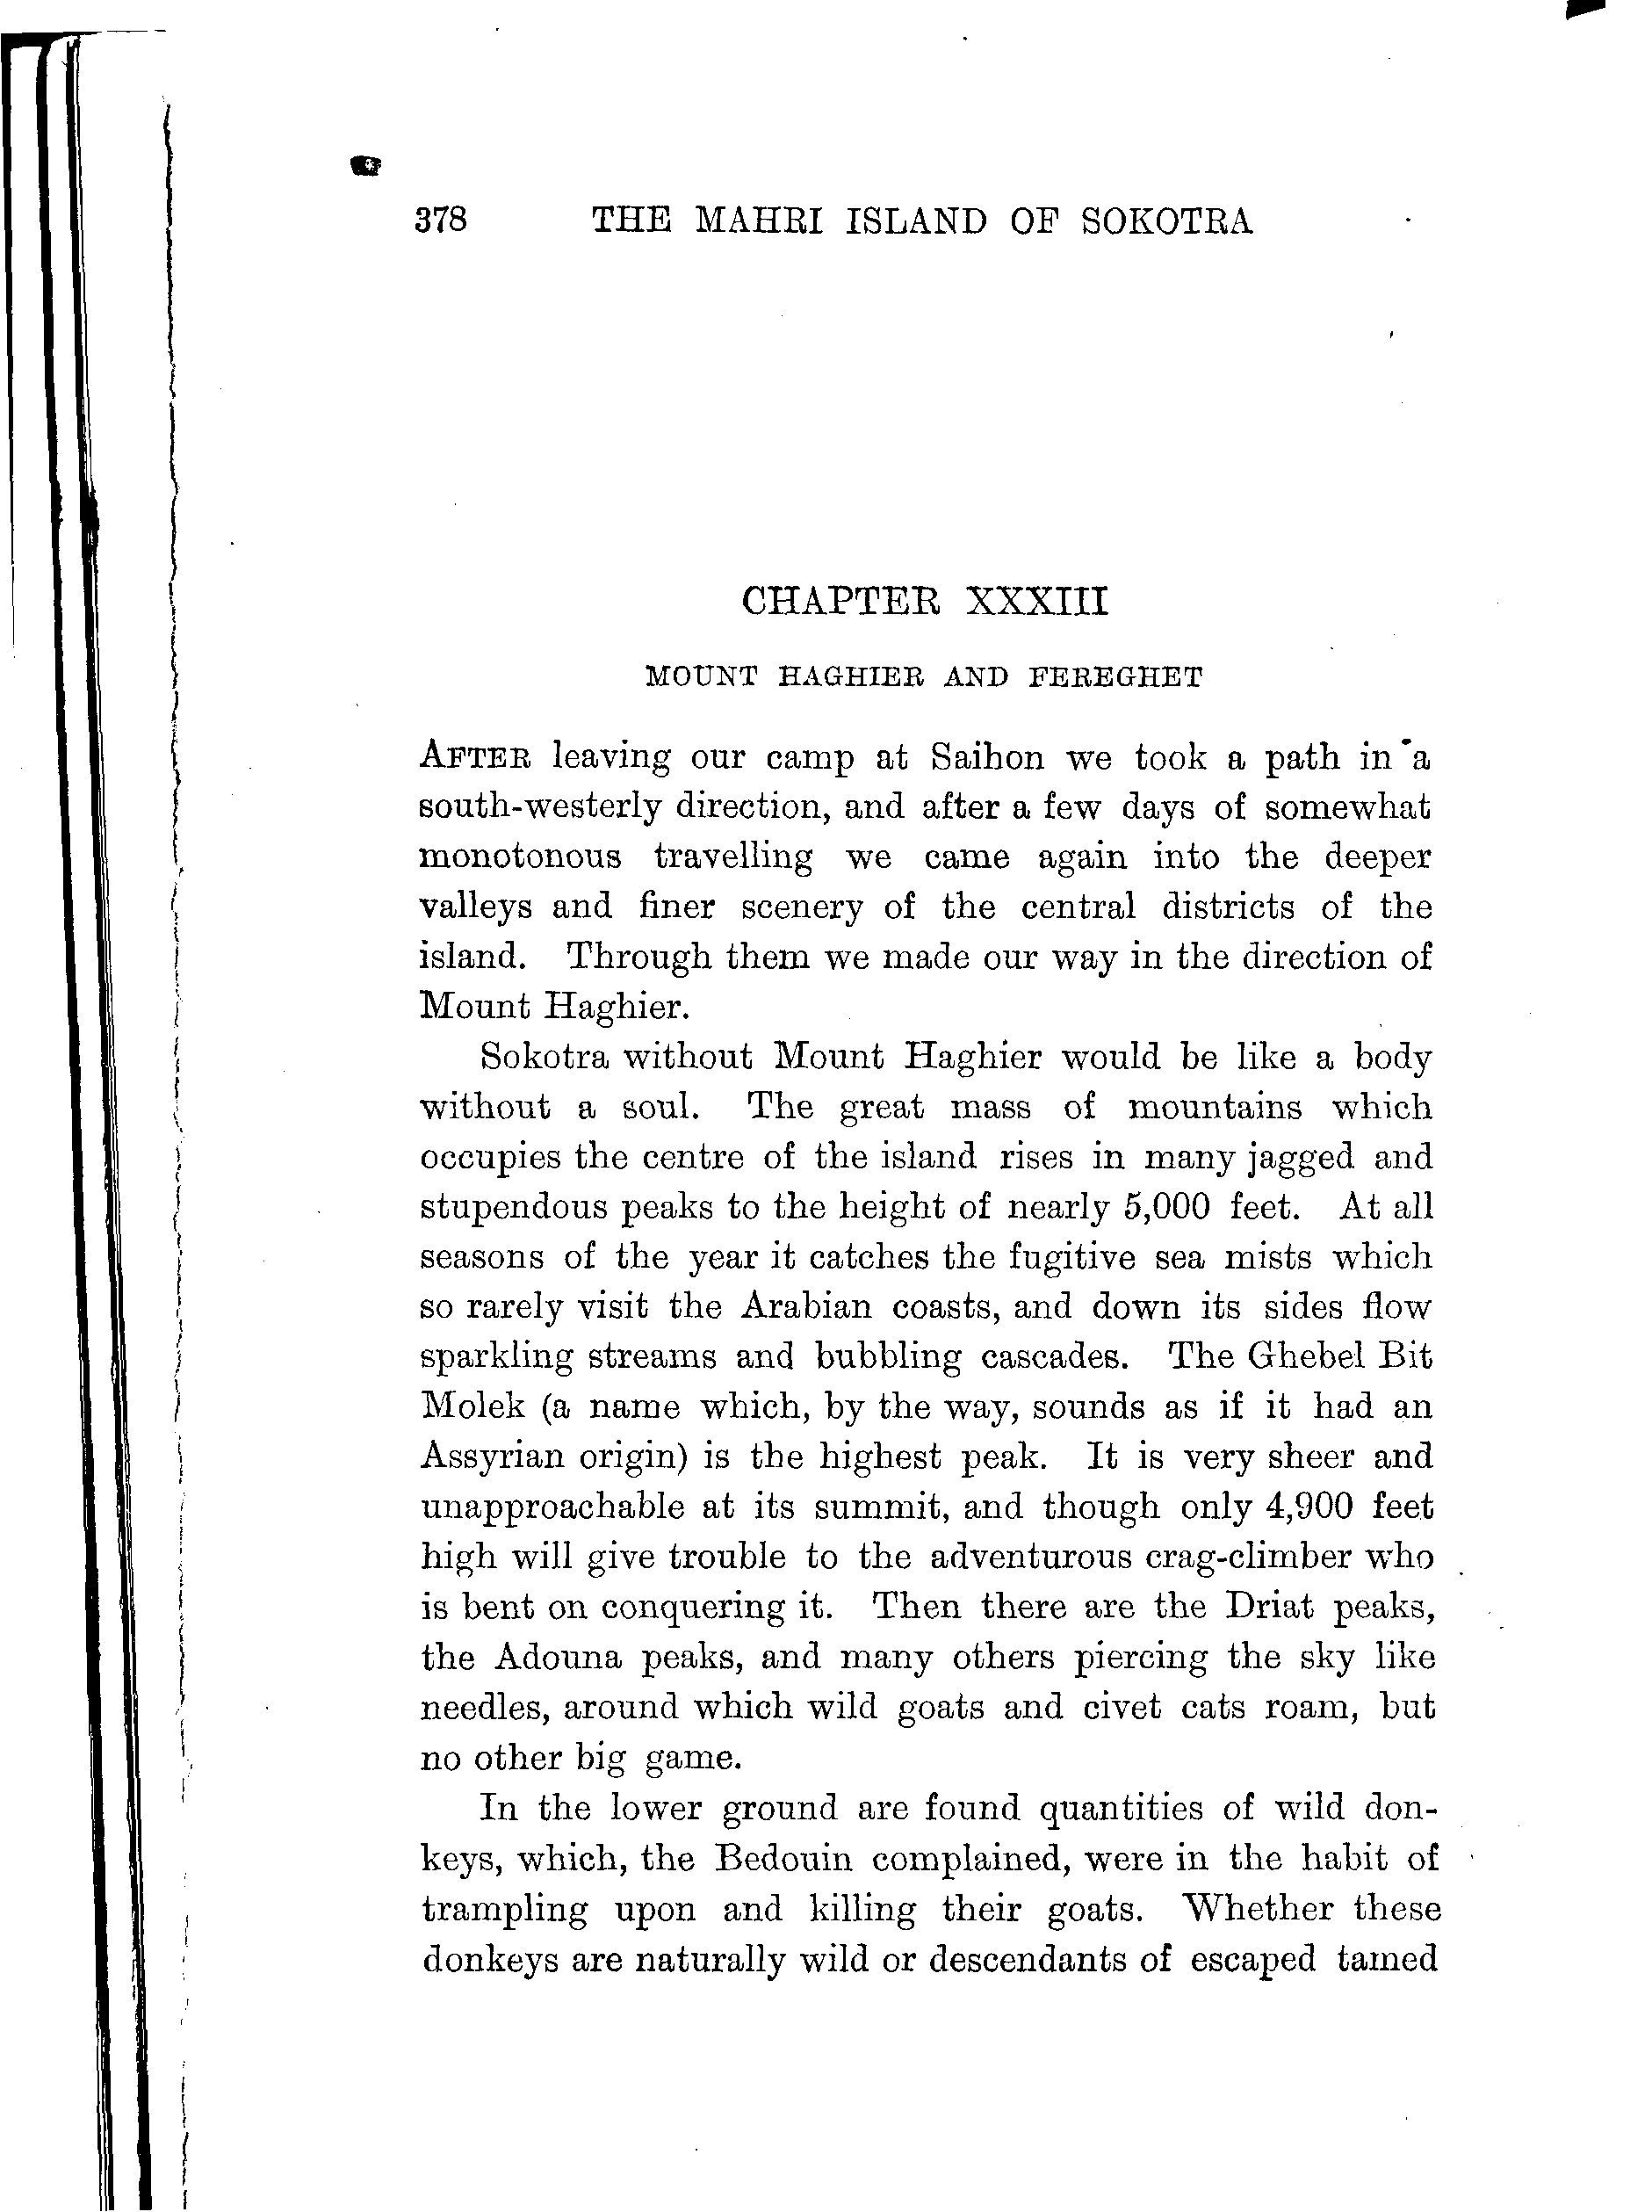 378 THE MAHRI ISLAND OF SOKOTRA
CHAPTER XXXIII
MOUNT HAGHIER AND FEREGHET
AFTER leaving our camp at Saihon we took a path in a
south-westerly direction, and after a few days of somewhat
monotonous travelling we came again into the deeper
valleys and finer scenery of the central districts of the
island. Through them we made our way in the direction of
Mount Haghier.
Sokotra without Mount Haghier would be like a body
without a soul. The great mass of mountains which
occupies the centre of the island rises in many jagged and
stupendous peaks to the height of nearly 5,000 feet. At all
seasons of the year it catches the fugitive sea mists which
so rarely visit the Arabian coasts, and down its sides flow
sparkling streams and bubbling cascades. The Ghebel Bit
Molek (a name which, by the way, sounds as if it had an
Assyrian origin) is the highest peak. It is very sheer and
unapproachable at its summit, and though only 4,900 feet
high will give trouble to the adventurous crag-climber who
is bent on conquering it. Then there are the Driat peaks,
the Adouna peaks, and many others piercing the sky like
needles, around which wild goats and civet cats roam, but
no other big game.
In the lower ground are found quantities of wild don-
keys, which, the Bedouin complained, were in the habit of
trampling upon and killing their goats. Whether these
donkeys are naturally wild or descendants of escaped tamed